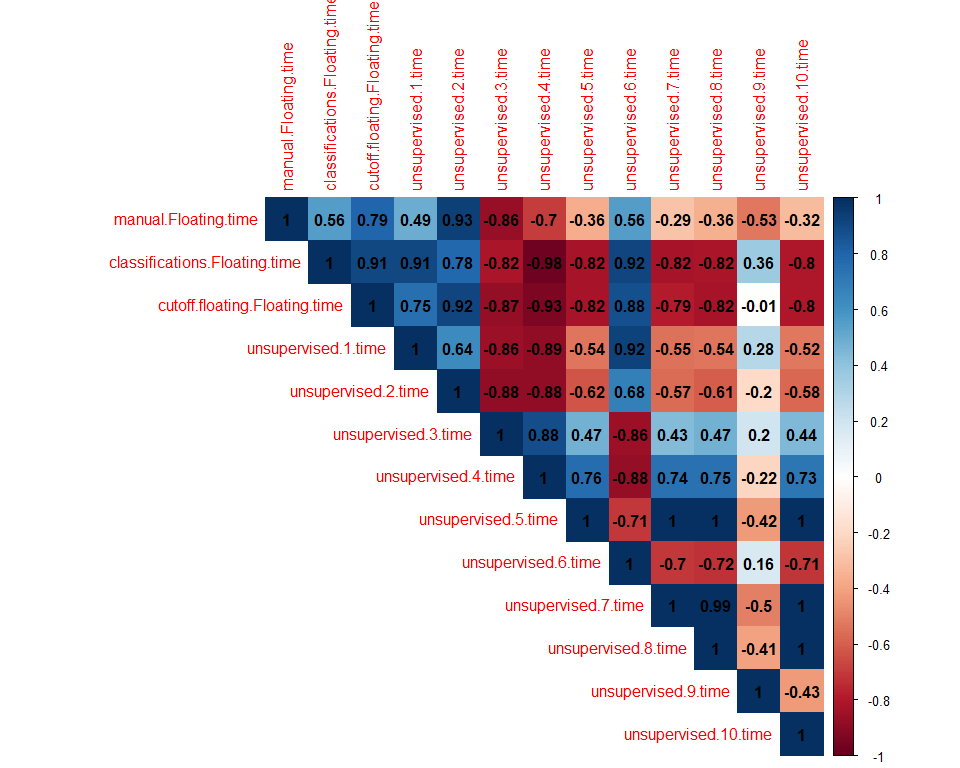 manual.Floating.time
classifications.Floating.time
cutoff.floating.Floating.time
unsupervised.1.time
unsupervised.2.time
unsupervised.3.time
unsupervised.4.time
unsupervised.5.time
unsupervised.6.time
unsupervised.7.time
unsupervised.8.time
unsupervised.9.time
unsupervised.10.time
manual.Floating.time 1 0.56 0.79 0.49 0.93 -0.86 -0.7 -0.36 0.56 -0.29 -0.36 -0.53 -0.32
classifications.Floating.time 1 0.91 0.91 0.78 -0.82 -0.98 -0.82 0.92 -0.82 -0.82 0.36 -0.8
cutoff.floating.Floating.time 1 0.75 0.92 -0.87 -0.93 -0.82 0.88 -0.79 -0.82 -0.01 -0.8
unsupervised.1.time 1 0.64 -0.86 -0.89 -0.54 0.92 -0.55 -0.54 0.28 -0.52
unsupervised.2.time 1 -0.88 -0.88 -0.62 0.68 -0.57 -0.61 -0.2 -0.58
unsupervised.3.time 1 0.88 0.47 -0.86 0.43 0.47 0.2 0.44
unsupervised.4.time 1 0.76 -0.88 0.74 0.75 -0.22 0.73
unsupervised.5.time 1 -0.71 1 1 -0.42 1
unsupervised.6.time 1 -0.7 -0.72 0.16 -0.71
unsupervised.7.time 1 0.99 -0.5 1
unsupervised.8.time 1 -0.41 1
unsupervised.9.time 1 -0.43
unsupervised.10.time 1
1
0.8
0.6
0.4
0.2
0
-0.2
-0.4
-0.6
-0.8
-1